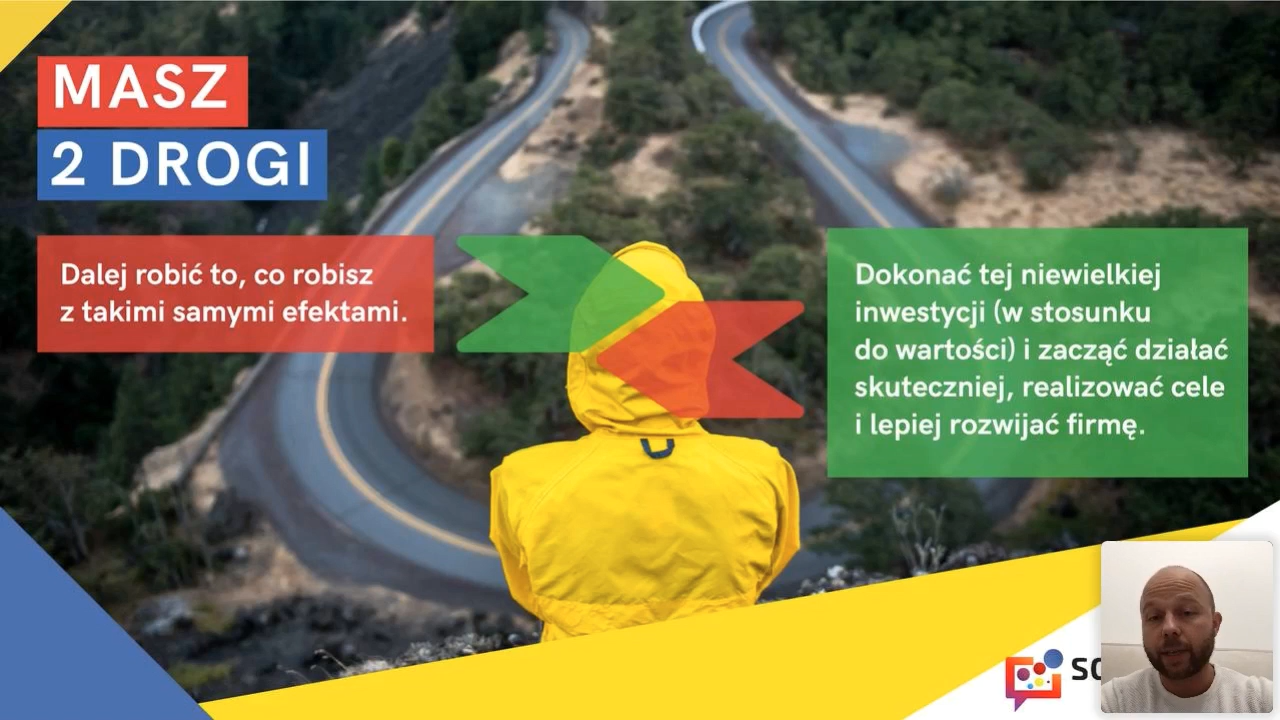 MASZ
2 DROGI
Dalej robić to, co robisz
z takimi samymi efektami.
Dokonać tej niewielkiej
inwestycji (w stosunku
do wartości) i zacząć działać
skuteczniej, realizować cele
i lepiej rozwijać firmę.